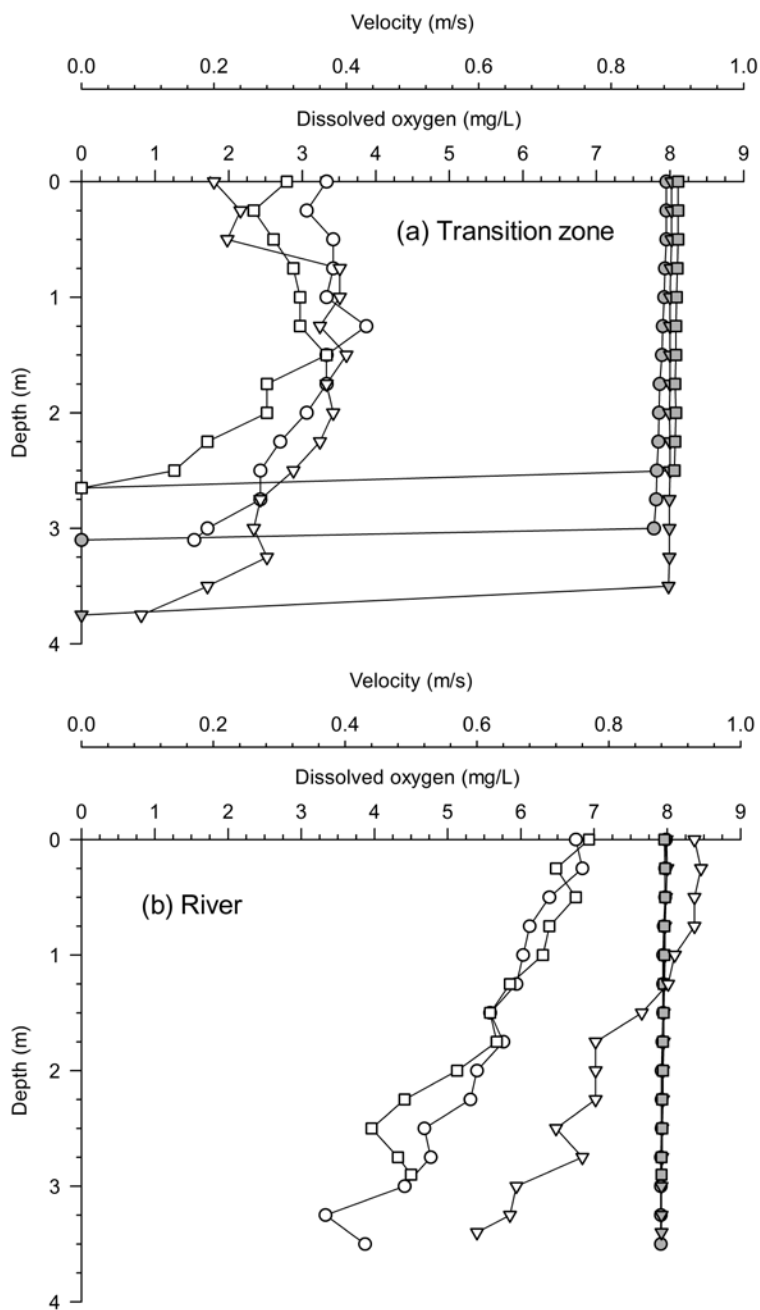 Velocity (m/s)
0.0 0.2 0.4 0.6 0.8 1.0
Dissolved oxygen (mg/L)
0 1 2 3 4 5 6 7 8 9
0
(a) Transition zone
1
2
3
4
Depth (m)
Velocity (m/s)
0.0 0.2 0.4 0.6 0.8 1.0
Dissolved oxygen (mg/L)
0 1 2 3 4 5 6 7 8 9
0
(b) River
1
2
3
4
Depth (m)